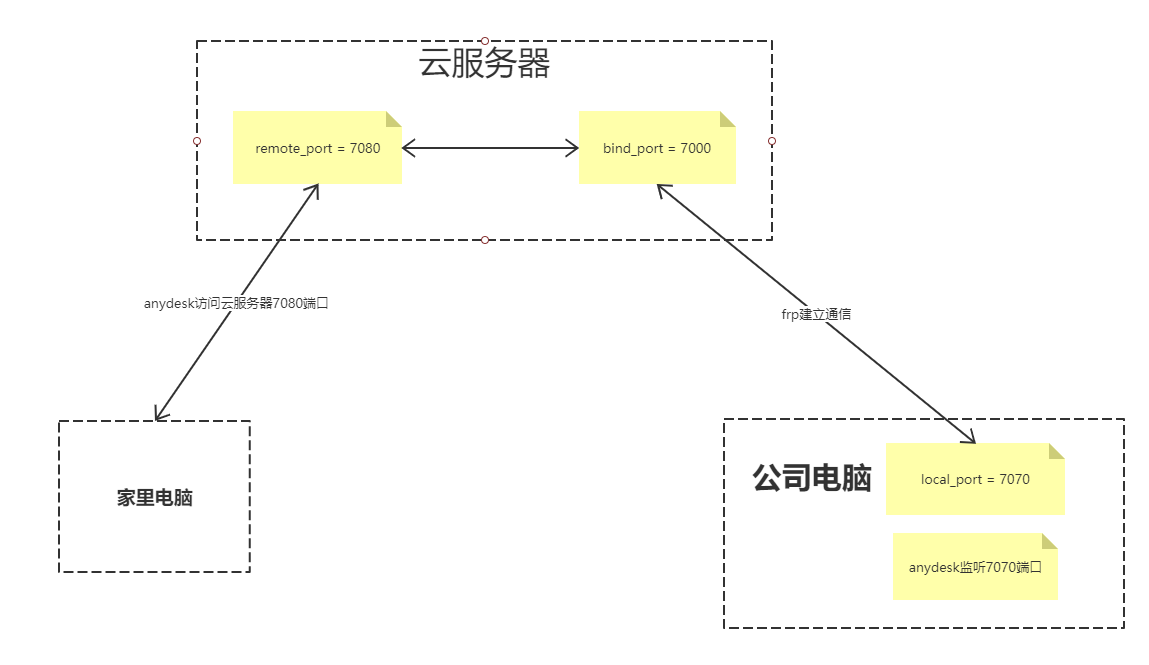 云服务器
remote_port = 7080
bind_port = 7000
anydesk访问云服务器7080端口
frp建立通信
家里电脑
公司电脑
local_port = 7070
anydesk监听7070端口